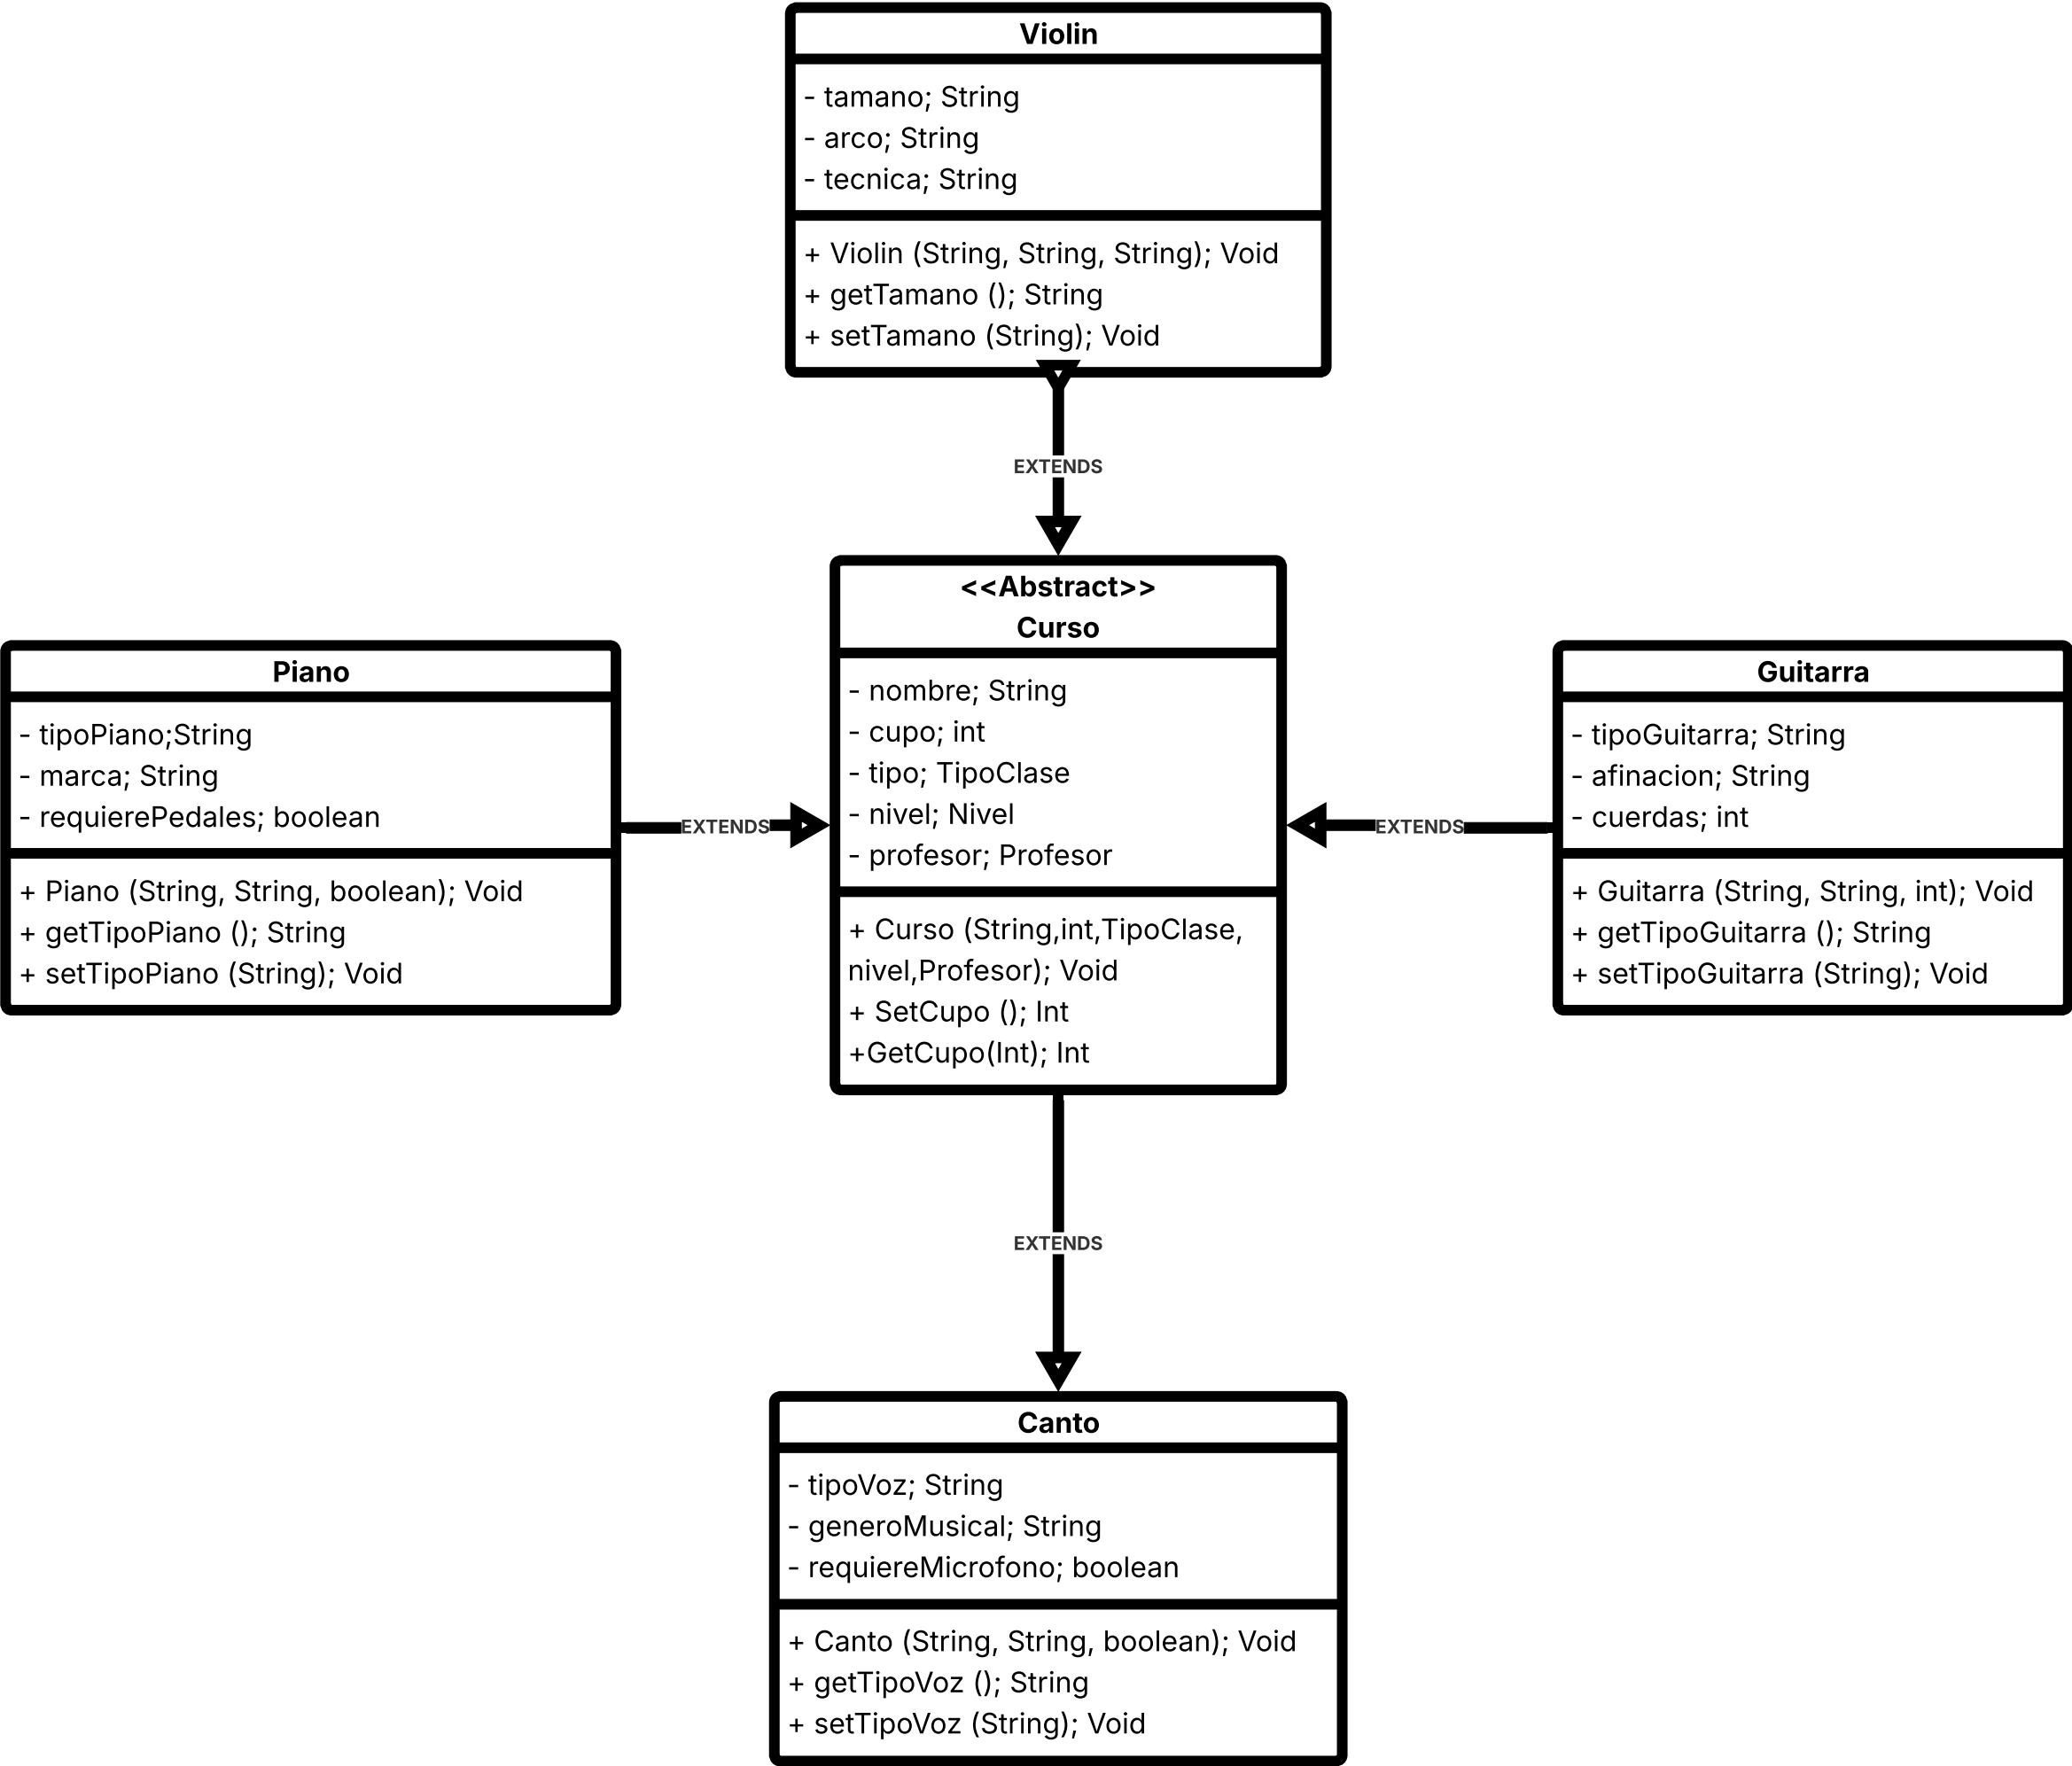 Violin
- tamano; String
- arco; String
- tecnica; String
+ Violin (String, String, String); Void
+ getTamano (); String
+ setTamano (String); Void
EXTENDS
<<Abstract>>
Curso
- nombre; String
- cupo; int
- tipo; TipoClase
- nivel; Nivel
- profesor; Profesor
+ Curso (String,int,TipoClase,
nivel,Profesor); Void
+ SetCupo (); Int
+GetCupo(Int); Int
Piano
- tipoPiano;String
- marca; String
- requierePedales; boolean
+ Piano (String, String, boolean); Void
+ getTipoPiano (); String
+ setTipoPiano (String); Void
EXTENDS
EXTENDS
Guitarra
- tipoGuitarra; String
- afinacion; String
- cuerdas; int
+ Guitarra (String, String, int); Void
+ getTipoGuitarra (); String
+ setTipoGuitarra (String); Void
EXTENDS
Canto
- tipoVoz; String
- generoMusical; String
- requiereMicrofono; boolean
+ Canto (String, String, boolean); Void
+ getTipoVoz (); String
+ setTipoVoz (String); Void